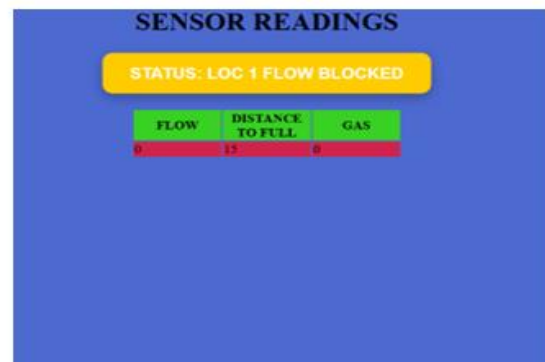 SENSOR READINGS
STATUS: LOC 1 FLOW BLOCKED
FLOW DISTANCE TO FULL GAS
0 15 0